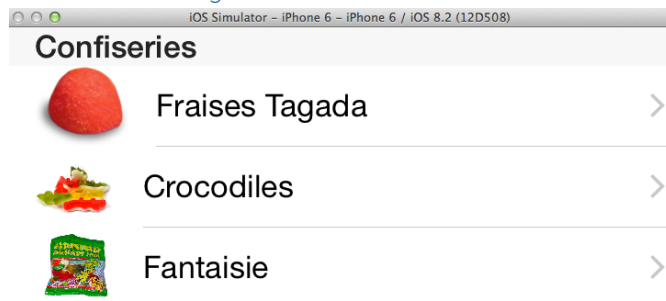 iOS Simulator – iPhone 6 – iPhone 6 / iOS 8.2 (12D508)
Confiseries
Fraises Tagada
Crocodiles
Fantaisie